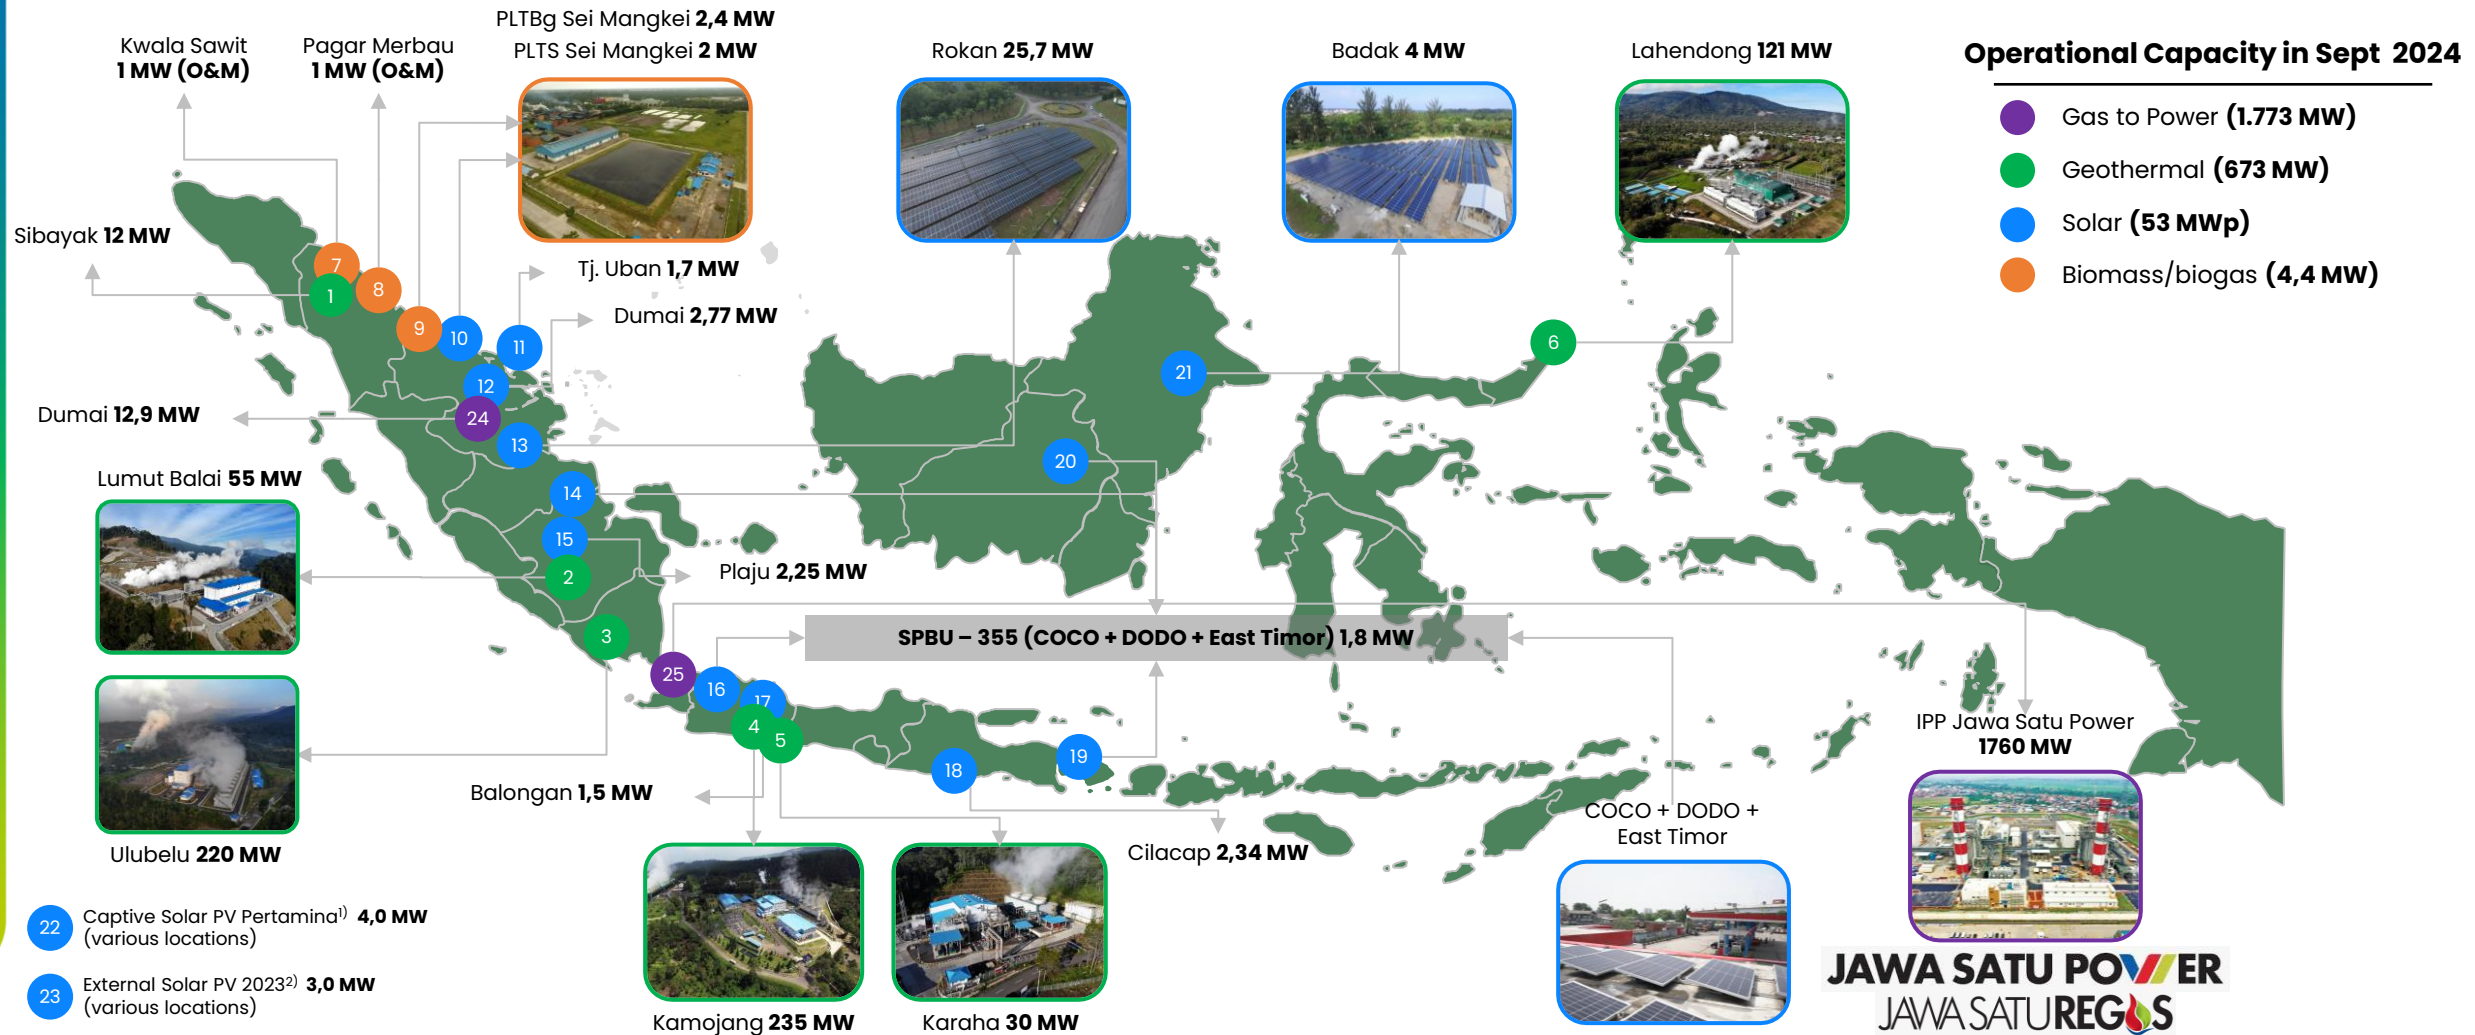 PLTBg Sei Mangkei 2,4 MW
PLTS Sei Mangkei 2 MW
Kwala Sawit
1 MW (O&M)
Pagar Merbau
1 MW (O&M)
Rokan 25,7 MW
Badak 4 MW
Lahendong 121 MW
Operational Capacity in Sept 2024
Gas to Power (1.773 MW)
Geothermal (673 MW)
Solar (53 MWp)
Biomass/biogas (4,4 MW)
Sibayak 12 MW
Tj. Uban 1,7 MW
Dumai 2,77 MW
7
1
8
9
10
11
12
24
13
14
15
2
3
25
16
17
4
5
18
19
20
21
6
Dumai 12,9 MW
Lumut Balai 55 MW
Plaju 2,25 MW
SPBU – 355 (COCO + DODO + East Timor) 1,8 MW
IPP Jawa Satu Power
1760 MW
Balongan 1,5 MW
COCO + DODO +
East Timor
Ulubelu 220 MW
Cilacap 2,34 MW
22
Captive Solar PV Pertamina1) 4,0 MW
(various locations)
23
External Solar PV 20232) 3,0 MW
(various locations)
Kamojang 235 MW
Karaha 30 MW
JAWA SATU POWER
JAWA SATU REGAS